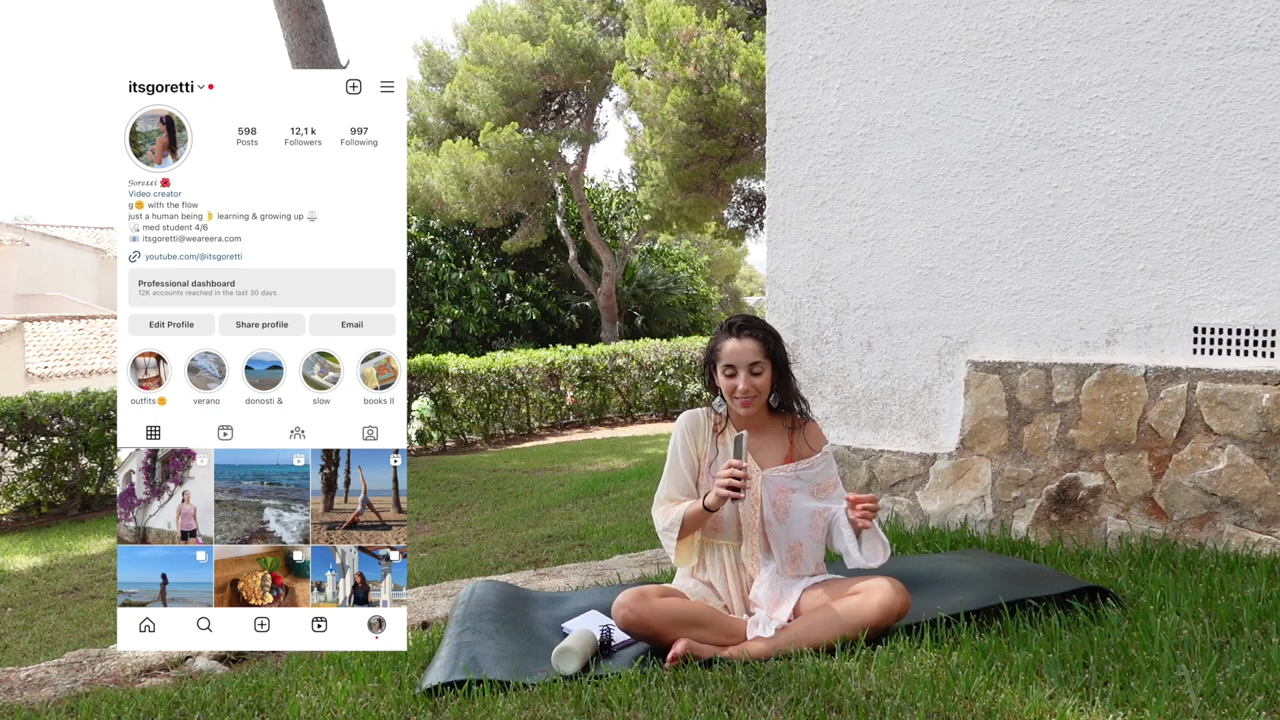 itsgoretti
598 12,1 k 997
Posts Followers Following
goretti 🌺
Video creator
g🌞 with the fløw
just a human being learning & growing up
med student 4/6
📧 itsgoretti@weareera.com
youtube.com/@itsgoretti
Professional dashboard
12K accounts reached in the last 30 days.
Edit Profile Share profile Email
outfits🌞 verano donosti & slow books II